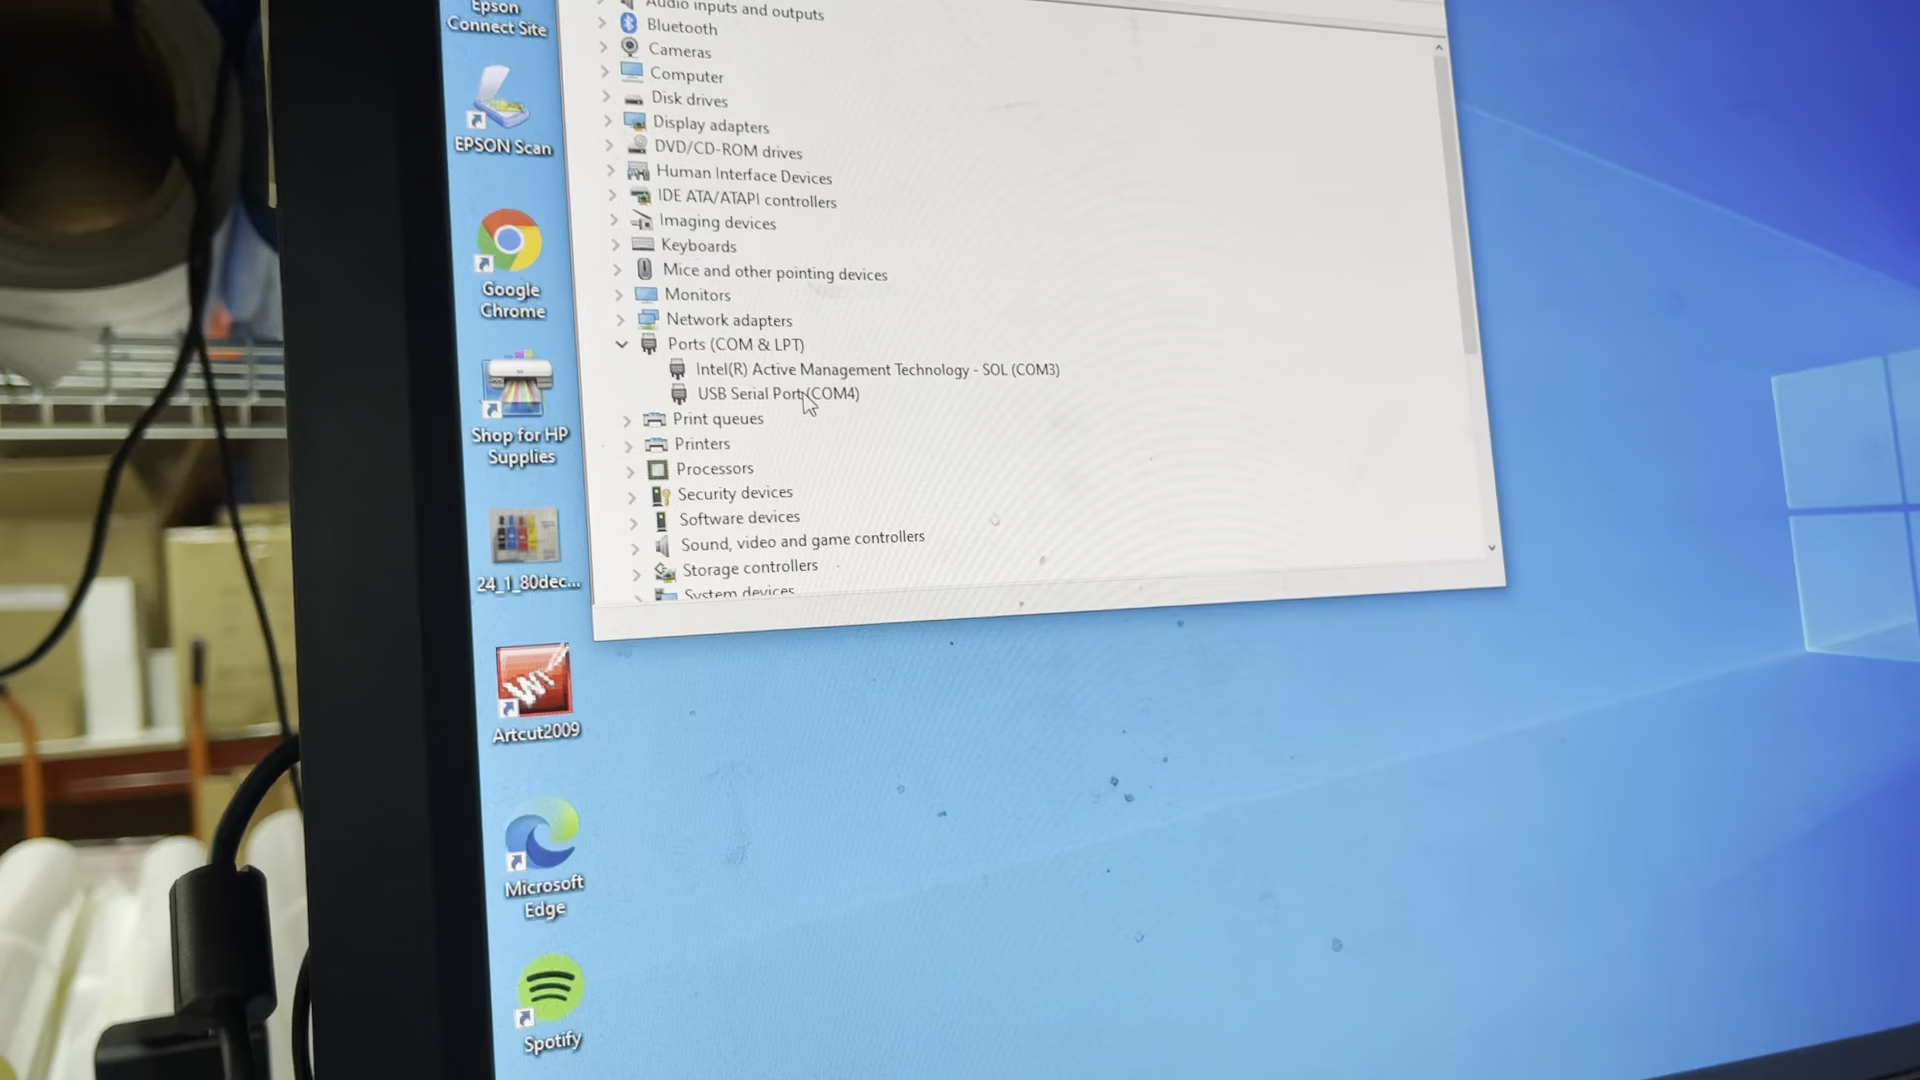 Epson
Connect Site
EPSON Scan
Google
Chrome
Shop for HP
Supplies
24_1_80dec...
Artcut2009
Microsoft
Edge
Spotify
Audio inputs and outputs
Bluetooth
Cameras
Computer
Disk drives
Display adapters
DVD/CD-ROM drives
Human Interface Devices
IDE ATA/ATAPI controllers
Imaging devices
Keyboards
Mice and other pointing devices
Monitors
Network adapters
Ports (COM & LPT)
Intel(R) Active Management Technology - SOL (COM3)
USB Serial Port (COM4)
Print queues
Printers
Processors
Security devices
Software devices
Sound, video and game controllers
Storage controllers
System devices